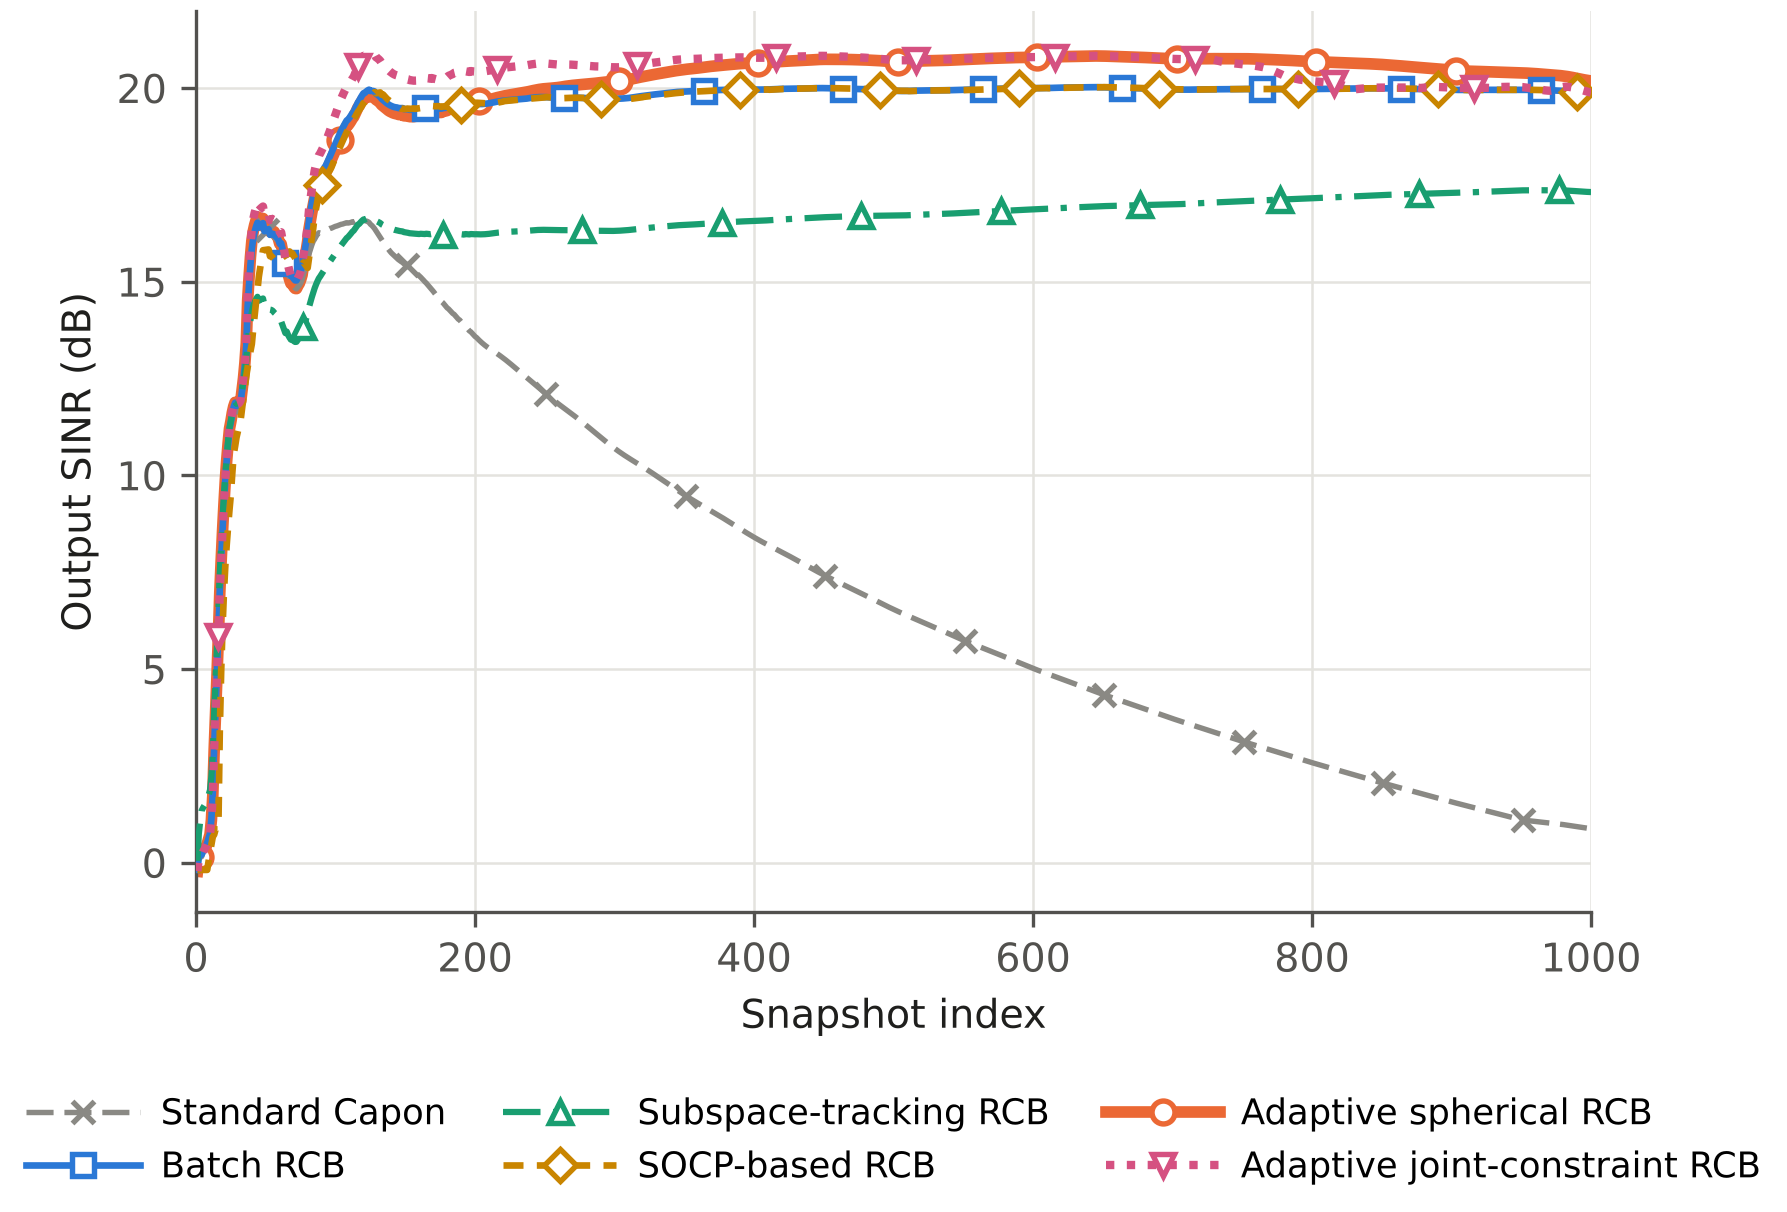 20
15
10
5
0
Output SINR (dB)
0 200 400 600 800 1000
Snapshot index
Standard Capon Subspace-tracking RCB Adaptive spherical RCB
Batch RCB SOCP-based RCB Adaptive joint-constraint RCB